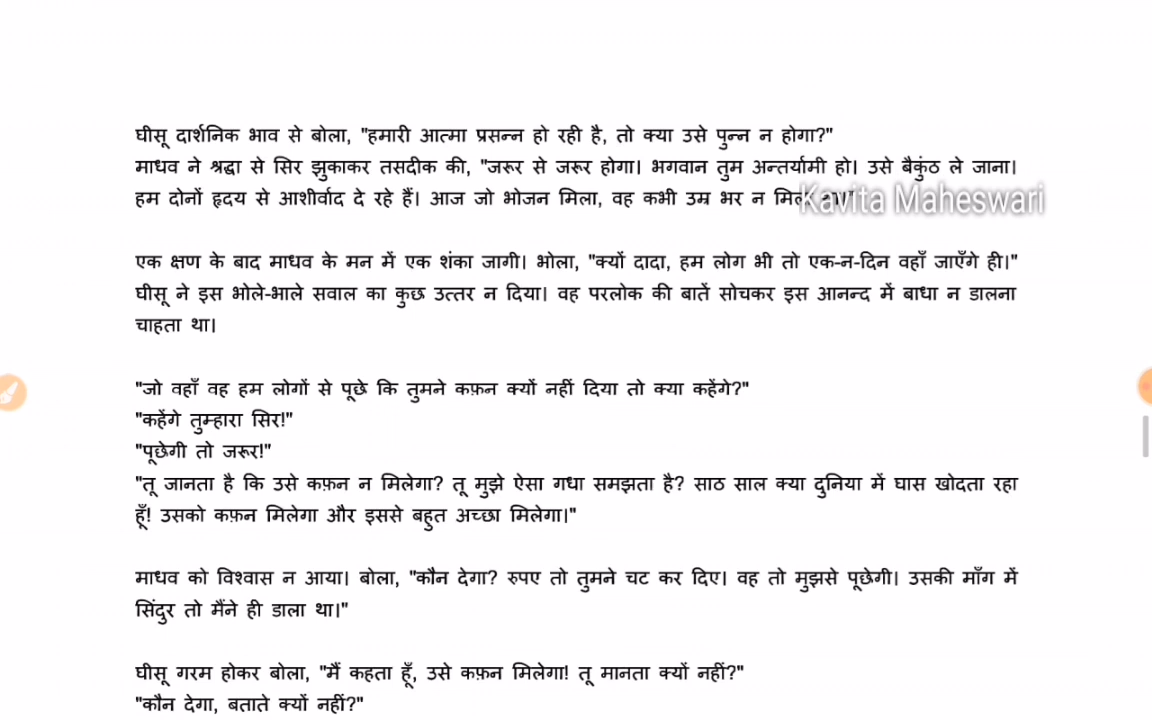 घीसू दार्शनिक भाव से बोला, "हमारी आत्मा प्रसन्न हो रही है, तो क्या उसे पुन्न न होगा?"
माधव ने श्रद्धा से सिर झुकाकर तसदीक की, "जरूर से जरूर होगा। भगवान तुम अन्तर्यामी हो। उसे बैकुंठ ले जाना।
हम दोनों हृदय से आशीर्वाद दे रहे हैं। आज जो भोजन मिला, वह कभी उम्र भर न
Kavita Maheswari
एक क्षण के बाद माधव के मन में एक शंका जागी। भोला, "क्यों दादा, हम लोग भी तो एक-न-दिन वहाँ जाएँगे ही।"
घीसू ने इस भोले-भाले सवाल का कुछ उत्तर न दिया। वह परलोक की बातें सोचकर इस आनन्द में बाधा न डालना
चाहता था।
"जो वहाँ वह हम लोगों से पूछे कि तुमने कफ़न क्यों नहीं दिया तो क्या कहेंगे?"
"कहेंगे तुम्हारा सिर!"
"पूछेगी तो जरूर!"
"तू जानता है कि उसे कफ़न न मिलेगा? तू मुझे ऐसा गधा समझता है? साठ साल क्या दुनिया में घास खोदता रहा
हूँ! उसको कफ़न मिलेगा और इससे बहुत अच्छा मिलेगा।"
माधव को विश्वास न आया। बोला, "कौन देगा? रुपए तो तुमने चट कर दिए। वह तो मुझसे पूछेगी। उसकी माँग में
सिंदुर तो मैंने ही डाला था।"
घीसू गरम होकर बोला, "मैं कहता हूँ, उसे कफ़न मिलेगा! तू मानता क्यों नहीं?"
"कौन देगा, बताते क्यों नहीं?"